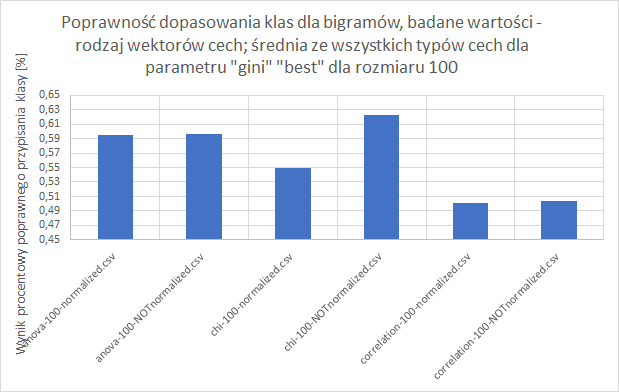 Poprawność dopasowania klas dla bigramów, badane wartości -
rodzaj wektorów cech; średnia ze wszystkich typów cech dla
parametru "gini" "best" dla rozmiaru 100
Wynik procentowy poprawnego przypisania klasy [%]
0,65
0,63
0,61
0,59
0,57
0,55
0,53
0,51
0,49
0,47
0,45
anova-100-normalized.csv
anova-100-NOTnormalized.csv
chi-100-normalized.csv
chi-100-NOTnormalized.csv
correlation-100-normalized.csv
correlation-100-NOTnormalized.csv